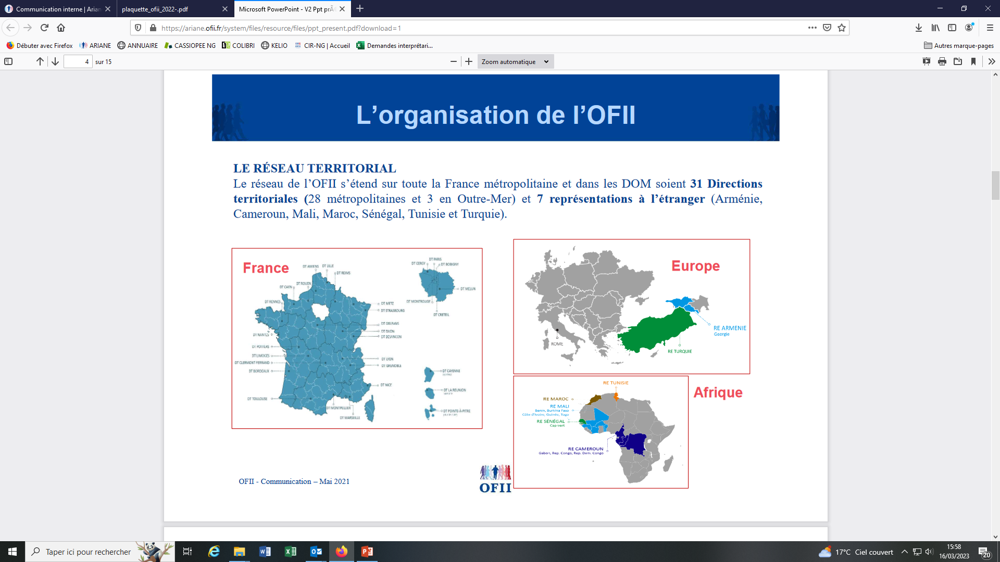 Communication interne | Arian
plaquette_ofii_2022-.pdf
Microsoft PowerPoint - V2 Ppt prÃ
https://ariane.ofii.fr/system/files/resource/files/ppt_present.pdf?download=1
Débuter avec Firefox
ARIANE
ANNUAIRE
CASSIOPEE NG
COLIBRI
KELIO
CIR-NG | Accueil
Demandes interprétari...
Autres marque-pages
4 sur 15
Zoom automatique
L’organisation de l’OFII
LE RÉSEAU TERRITORIAL
Le réseau de l’OFII s’étend sur toute la France métropolitaine et dans les DOM soient 31 Directions
territoriales (28 métropolitaines et 3 en Outre-Mer) et 7 représentations à l’étranger (Arménie,
Cameroun, Mali, Maroc, Sénégal, Tunisie et Turquie).
France
DT AMIENS
DT LILLE
DT REIMS
DT ROUEN
DT CAEN
DT RENNES
DT NANTES
DT POITIERS
DT LIMOGES
DT CLERMONT FERRAND
DT BORDEAUX
DT TOULOUSE
DT METZ
DT STRASBOURG
DT ORLEANS
DT DIJON
DT BESANCON
DT LYON
DT GRENOBLE
DT NICE
DT MONTPELLIER
DT MARSEILLE
DT PARIS
DT CERGY
DT BOBIGNY
DT MELUN
DT MONTROUGE
DT CRETEIL
DT CAYENNE
DT LA REUNION
DT POINTE-À-PITRE
Europe
ROME
RE ARMENIE
Georgie
RE TURQUIE
Afrique
RE TUNISIE
RE MAROC
RE MALI
Benin, Burkina Faso
Côte d'Ivoire, Guinée, Togo
RE SÉNÉGAL
Cap-vert
RE CAMEROUN
Gabon, Rep. Congo, Rep. Dem. Congo
OFII - Communication – Mai 2021
OFII
Taper ici pour rechercher
17°C Ciel couvert
15:58
16/03/2023
20